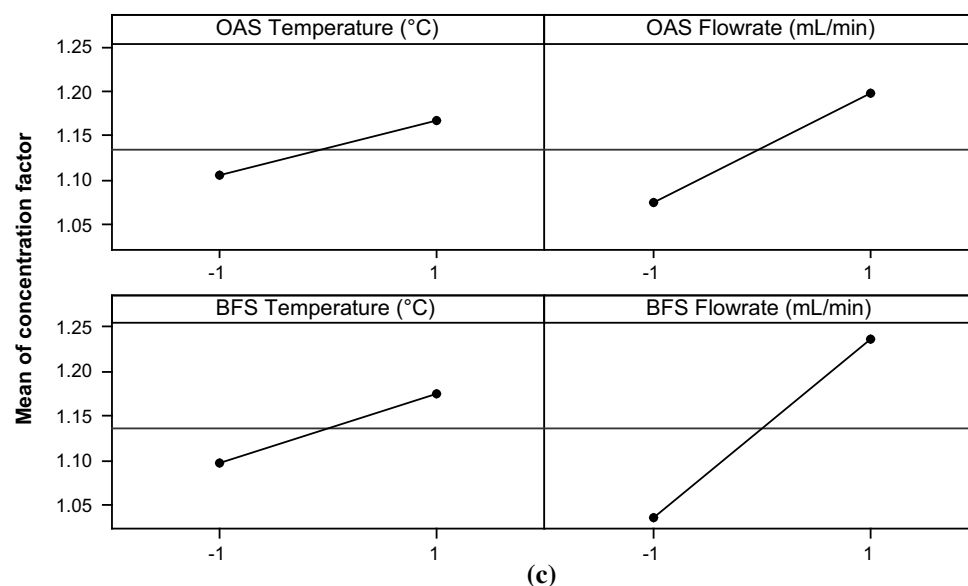 OAS Temperature (°C) OAS Flowrate (mL/min)
1.25
1.20
1.15
1.10
1.05
-1 1 -1 1
Mean of concentration factor
BFS Temperature (°C) BFS Flowrate (mL/min)
1.25
1.20
1.15
1.10
1.05
-1 1 -1 1
(c)